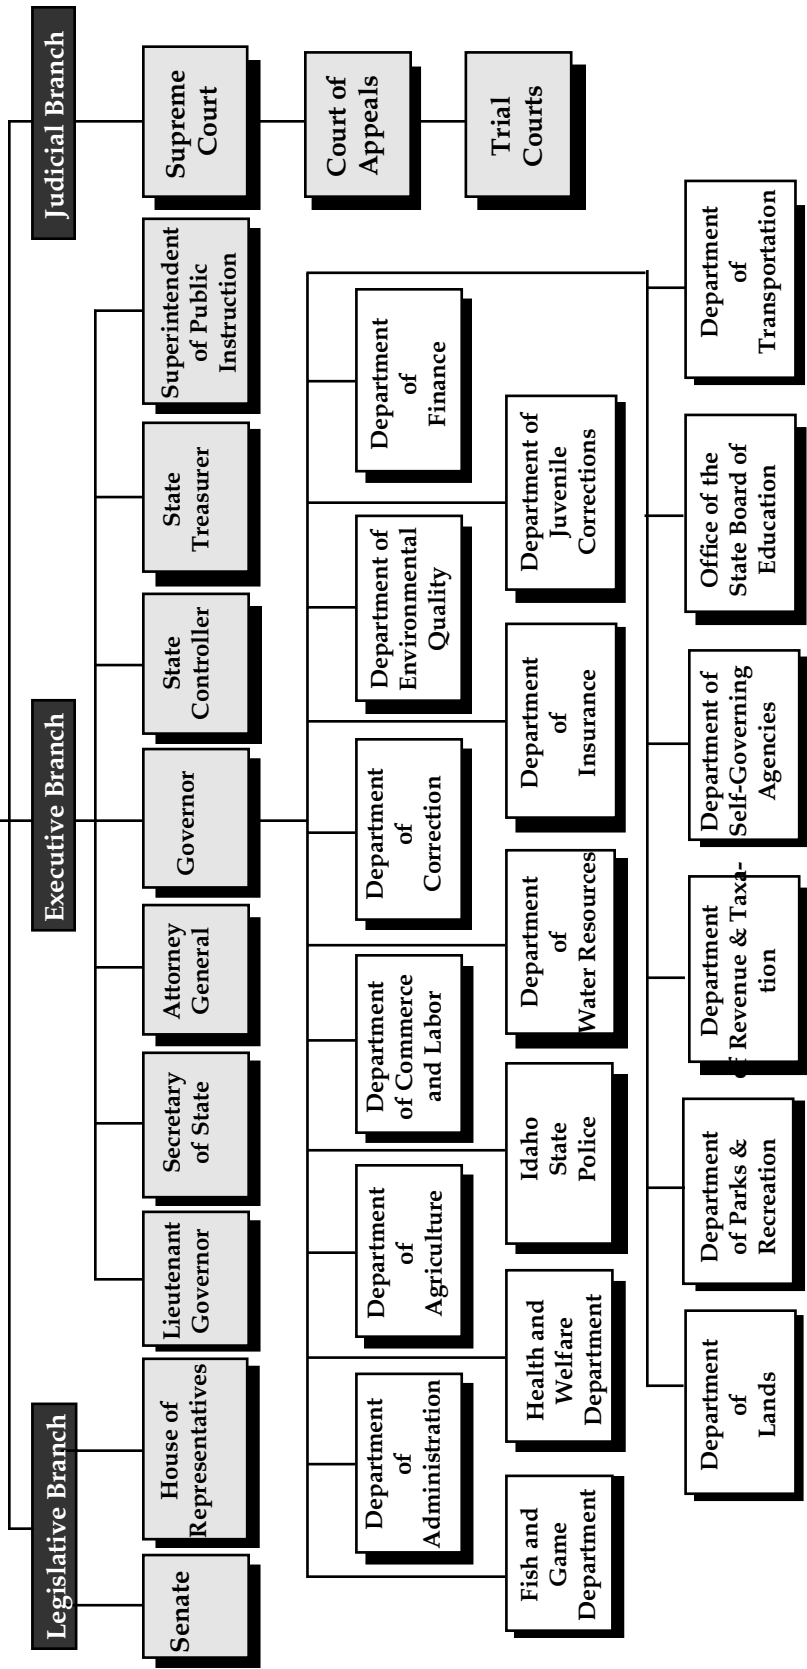 Legislative Branch
Executive Branch
Judicial Branch
Senate
House of
Representatives
Lieutenant
Governor
Secretary
of State
Attorney
General
Governor
State
Controller
State
Treasurer
Superintendent
of Public
Instruction
Supreme
Court
Court of
Appeals
Trial
Courts
Department
of
Administration
Department
of
Agriculture
Department
of Commerce
and Labor
Department
of
Correction
Department of
Environmental
Quality
Department
of
Finance
Fish and
Game
Department
Health and
Welfare
Department
Idaho
State
Police
Department
of
Water Resources
Department
of
Insurance
Department of
Juvenile
Corrections
Department
of
Lands
Department
of Parks &
Recreation
Department
of Revenue & Taxa-
tion
Department of
Self-Governing
Agencies
Office of the
State Board of
Education
Department
of
Transportation